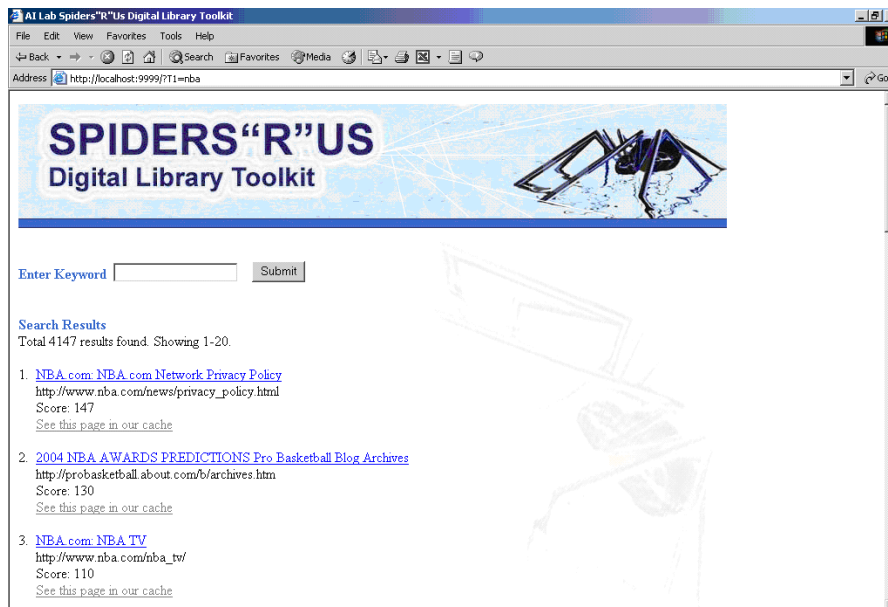 AI Lab Spiders"R"Us Digital Library Toolkit
File Edit View Favorites Tools Help
Back Search Favorites Media
Address http://localhost:9999/?T1=nba Go
SPIDERS“R”US
Digital Library Toolkit
Enter Keyword Submit
Search Results
Total 4147 results found. Showing 1-20.
1. NBA.com: NBA.com Network Privacy Policy
http://www.nba.com/news/privacy_policy.html
Score: 147
See this page in our cache
2. 2004 NBA AWARDS PREDICTIONS Pro Basketball Blog Archives
http://probasketball.about.com/b/archives.htm
Score: 130
See this page in our cache
3. NBA.com: NBA TV
http://www.nba.com/nba_tv/
Score: 110
See this page in our cache